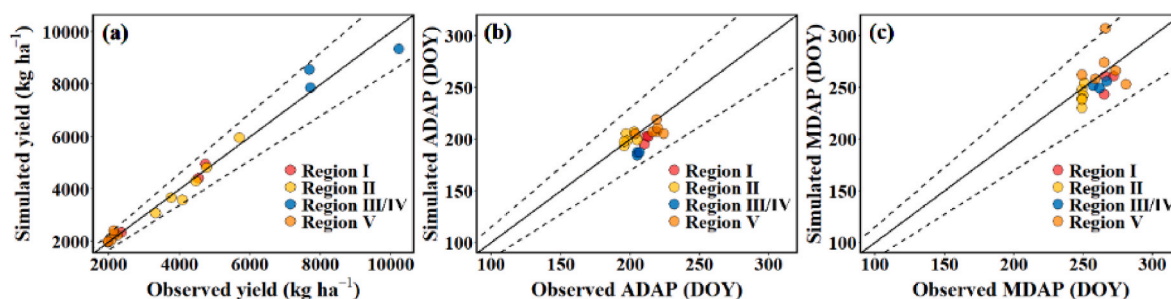 (a)
Simulated yield (kg ha⁻¹)
10000
8000
6000
4000
2000
Region I
Region II
Region III/IV
Region V
2000 4000 6000 8000 10000
Observed yield (kg ha⁻¹)
(b)
Simulated ADAP (DOY)
300
250
200
150
100
Region I
Region II
Region III/IV
Region V
100 150 200 250 300
Observed ADAP (DOY)
(c)
Simulated MDAP (DOY)
300
250
200
150
100
Region I
Region II
Region III/IV
Region V
100 150 200 250 300
Observed MDAP (DOY)